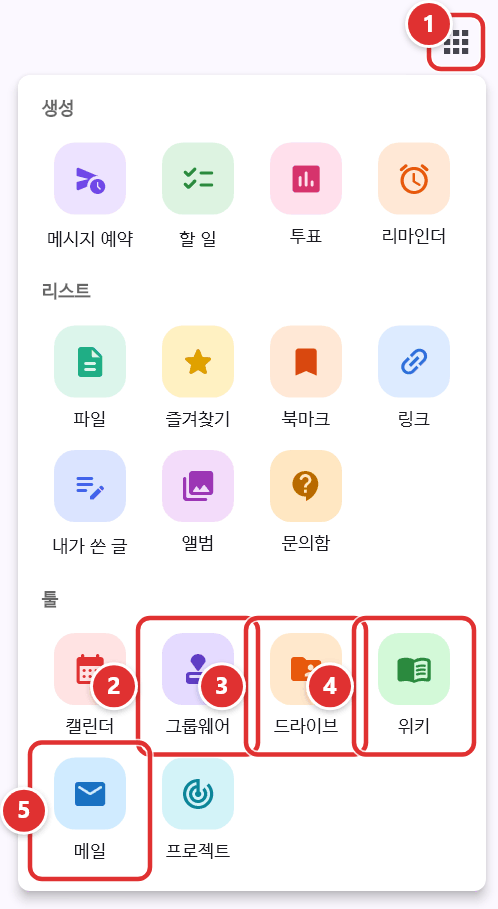 1
생성
메시지 예약 할 일 투표 리마인더
리스트
파일 즐겨찾기 북마크 링크
내가 쓴 글 앨범 문의함
툴
2 3 4
캘린더 그룹웨어 드라이브 위키
5
메일 프로젝트